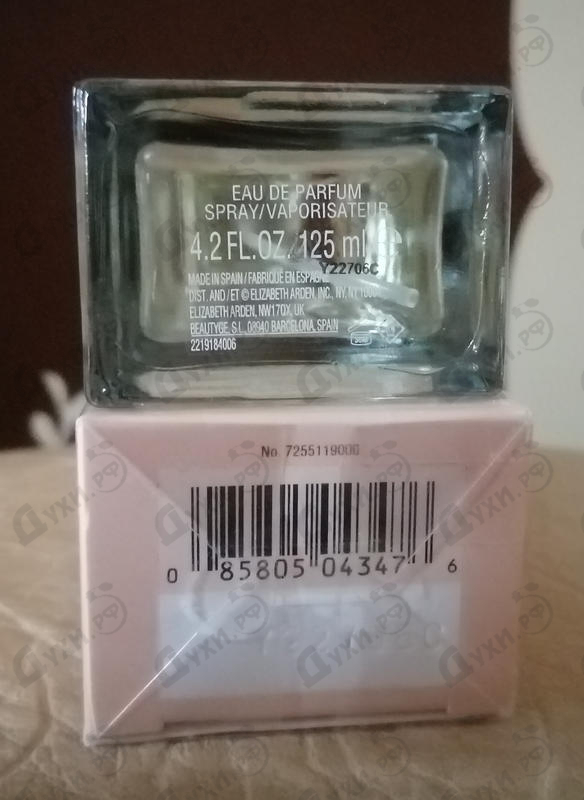 EAU DE PARFUM
SPRAY/VAPORISATEUR
4.2 FL.OZ. 125 ml
Y22706C
MADE IN SPAIN / FABRIQUÉ EN ESPAGNE
DIST. AND/ET © ELIZABETH ARDEN, INC., NY, NY
ELIZABETH ARDEN, NW17QX, UK
BEAUTYGE, S.L. 08940 BARCELONA, SPAIN
2219184006
No. 7255119000
0 85805 04347 6
Духи.рф